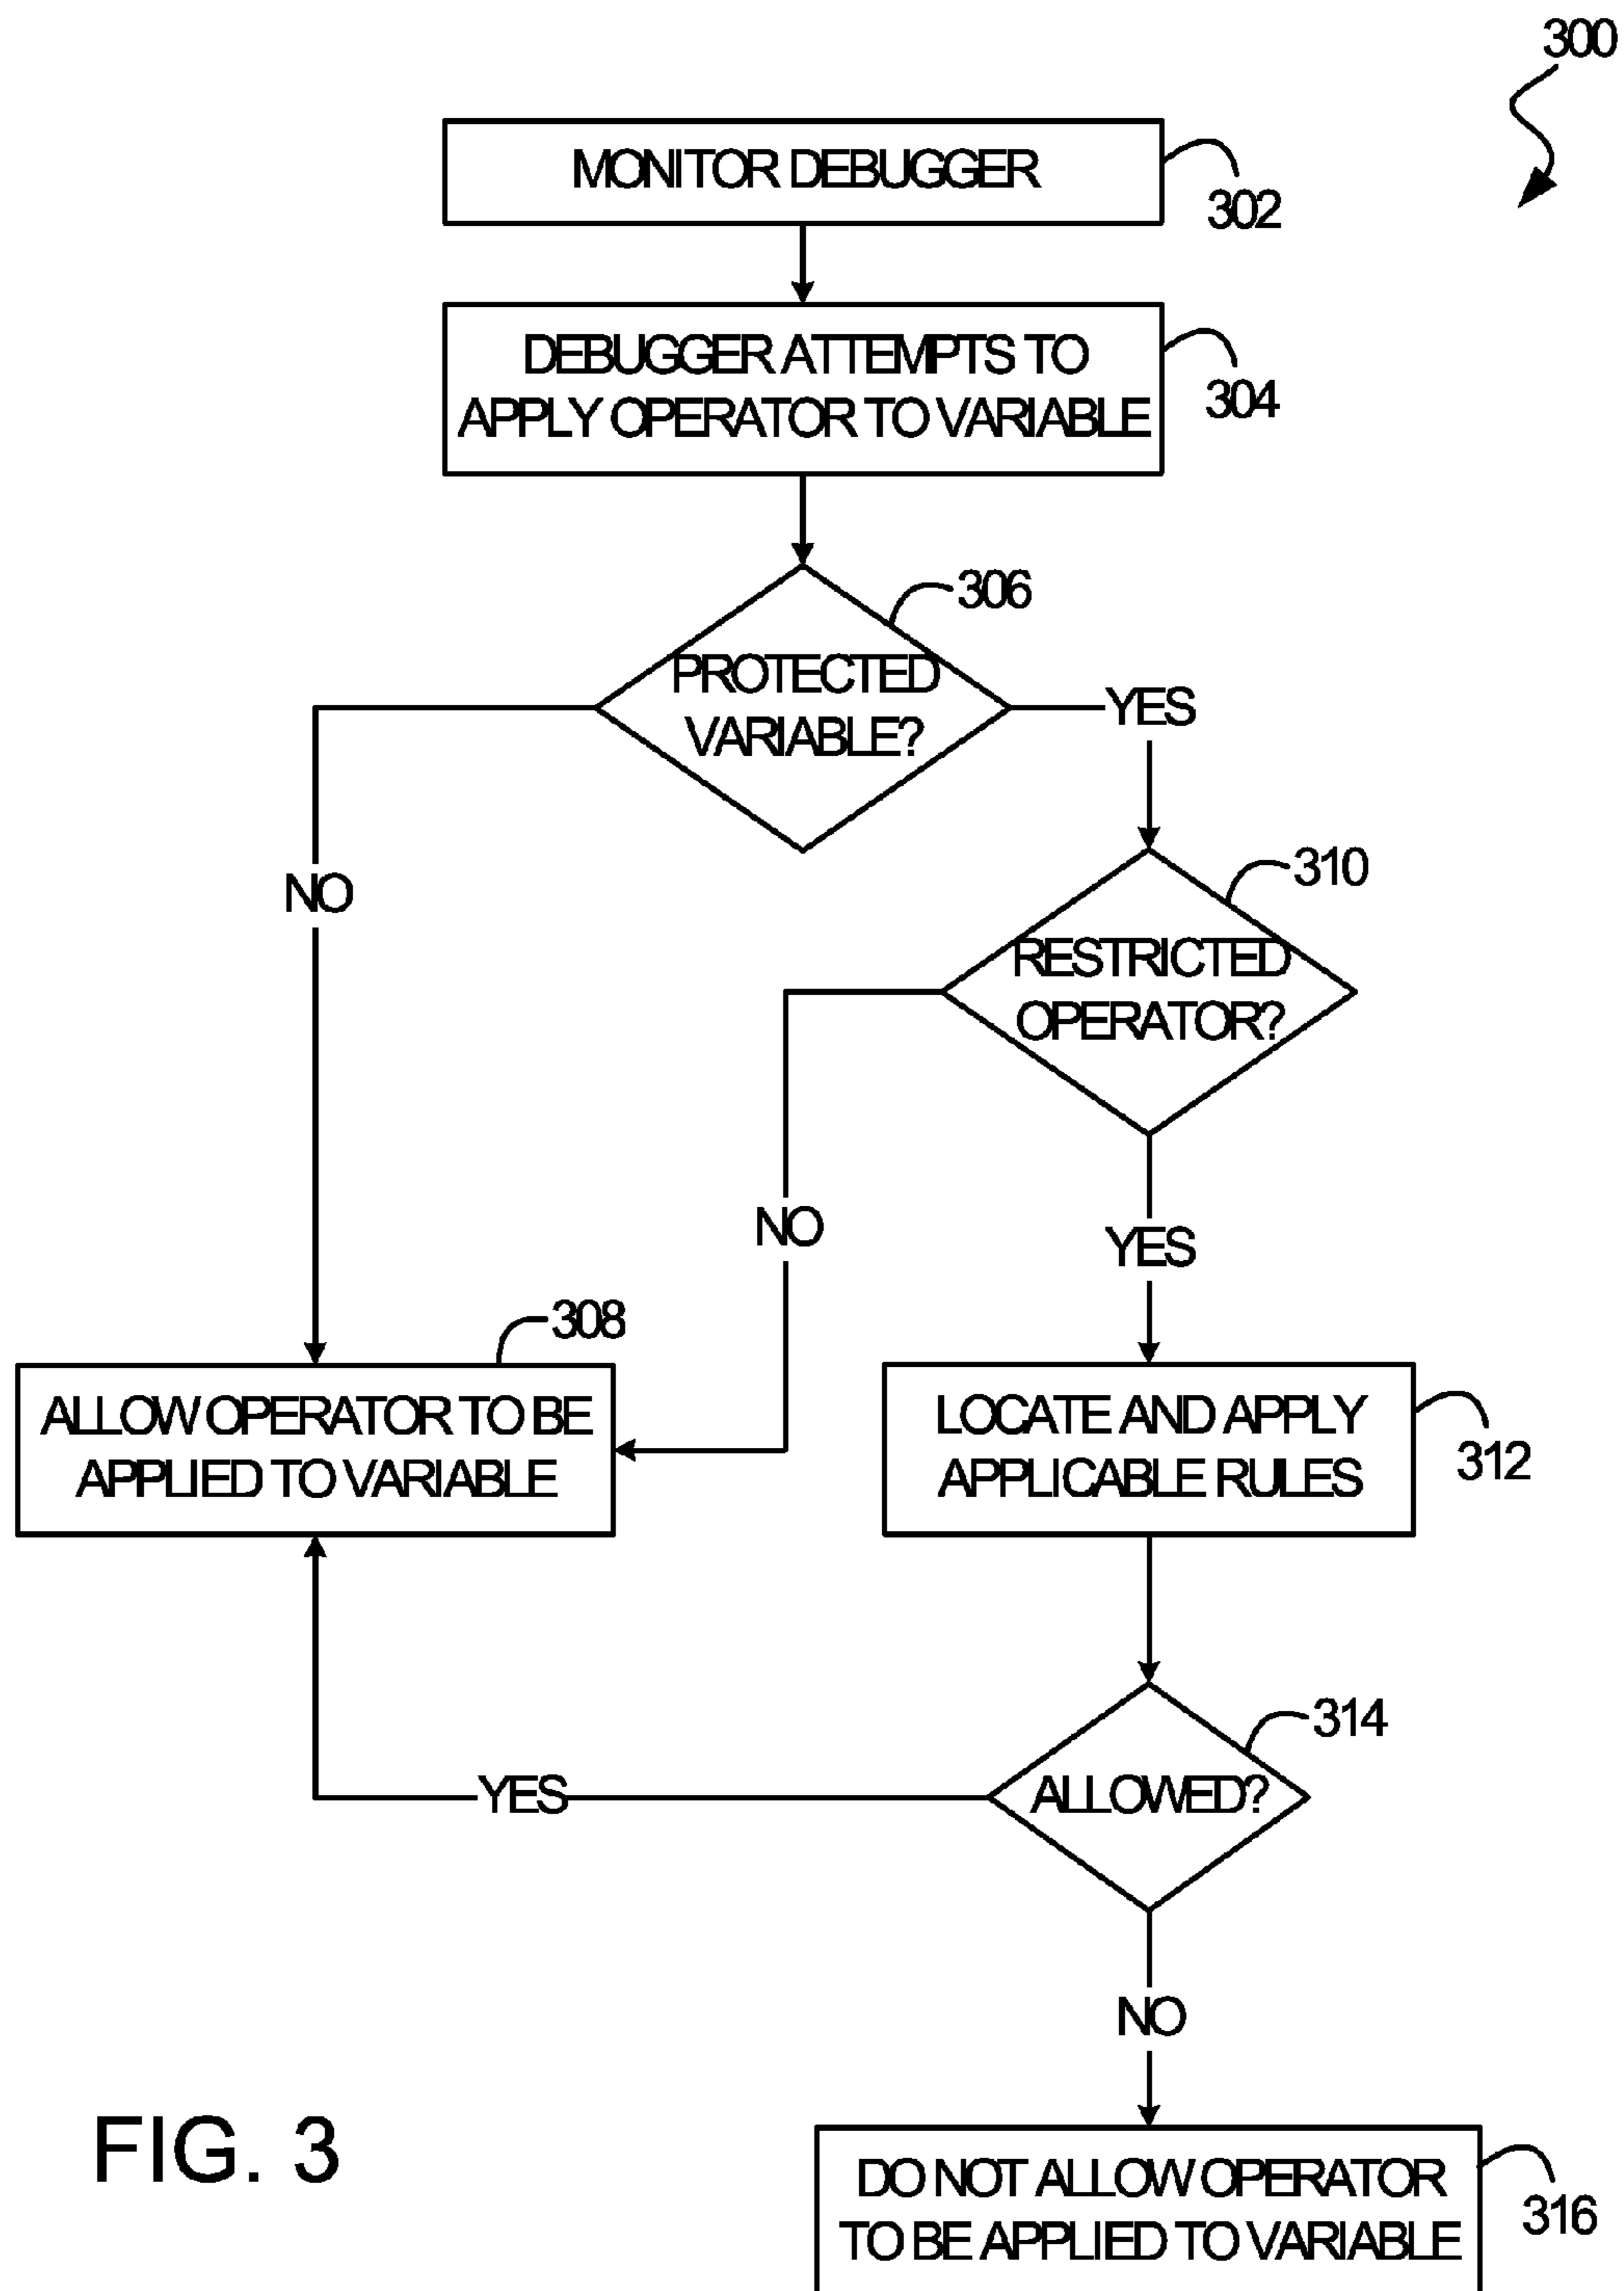 300
MONITOR DEBUGGER
302
DEBUGGER ATTEMPTS TO
APPLY OPERATOR TO VARIABLE
304
306
PROTECTED
VARIABLE?
YES
NO
310
RESTRICTED
OPERATOR?
NO
YES
308
ALLOW OPERATOR TO BE
APPLIED TO VARIABLE
LOCATE AND APPLY
APPLICABLE RULES
312
314
ALLOWED?
YES
NO
FIG. 3
DO NOT ALLOW OPERATOR
TO BE APPLIED TO VARIABLE
316